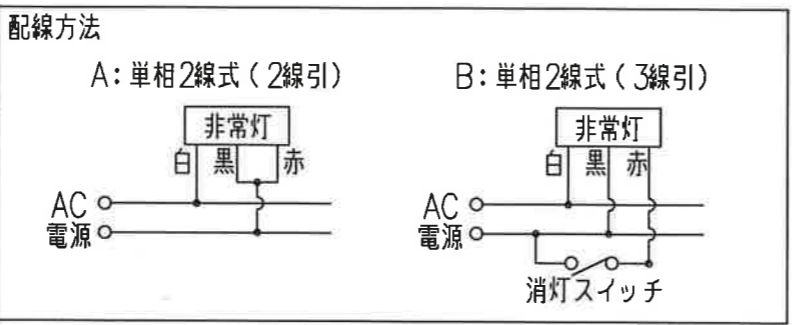 配線方法
A:単相2線式(2線引)
非常灯
白 黒 赤
AC
電源
B:単相2線式(3線引)
非常灯
白 黒 赤
AC
電源
消灯スイッチ